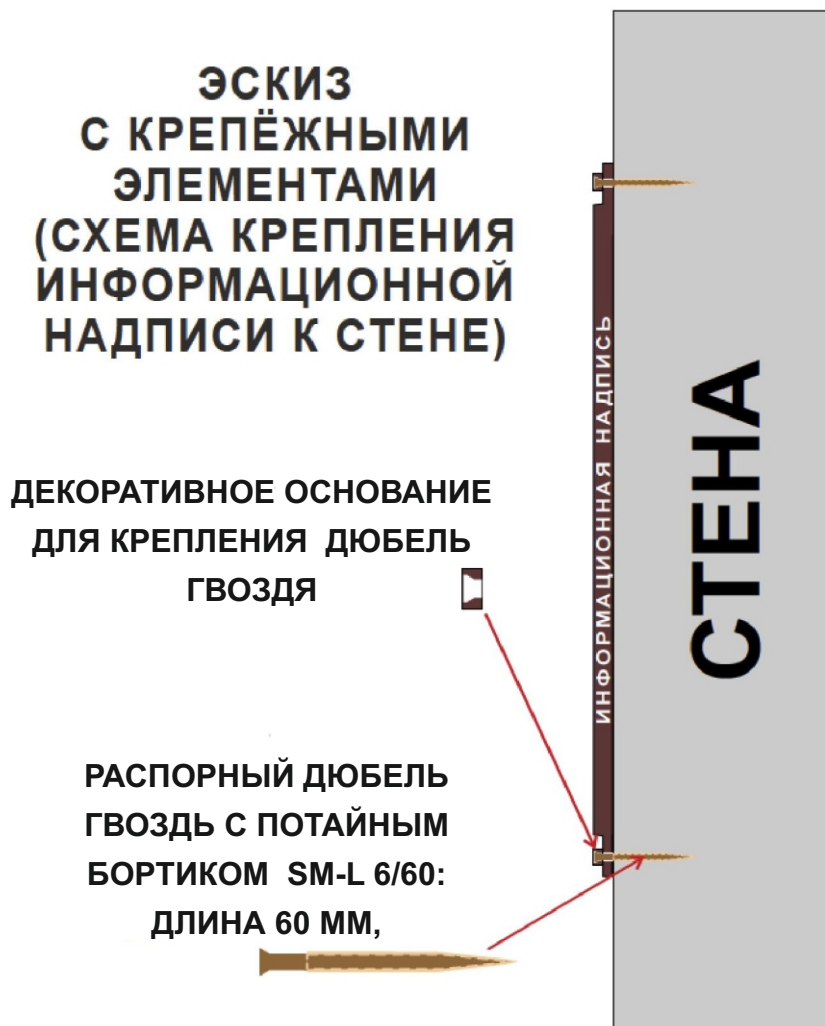 ЭСКИЗ
С КРЕПЁЖНЫМИ
ЭЛЕМЕНТАМИ
(СХЕМА КРЕПЛЕНИЯ
ИНФОРМАЦИОННОЙ
НАДПИСИ К СТЕНЕ)
ДЕКОРАТИВНОЕ ОСНОВАНИЕ
ДЛЯ КРЕПЛЕНИЯ ДЮБЕЛЬ
ГВОЗДЯ
РАСПОРНЫЙ ДЮБЕЛЬ
ГВОЗДЬ С ПОТАЙНЫМ
БОРТИКОМ SM-L 6/60:
ДЛИНА 60 ММ,
ИНФОРМАЦИОННАЯ НАДПИСЬ
СТЕНА